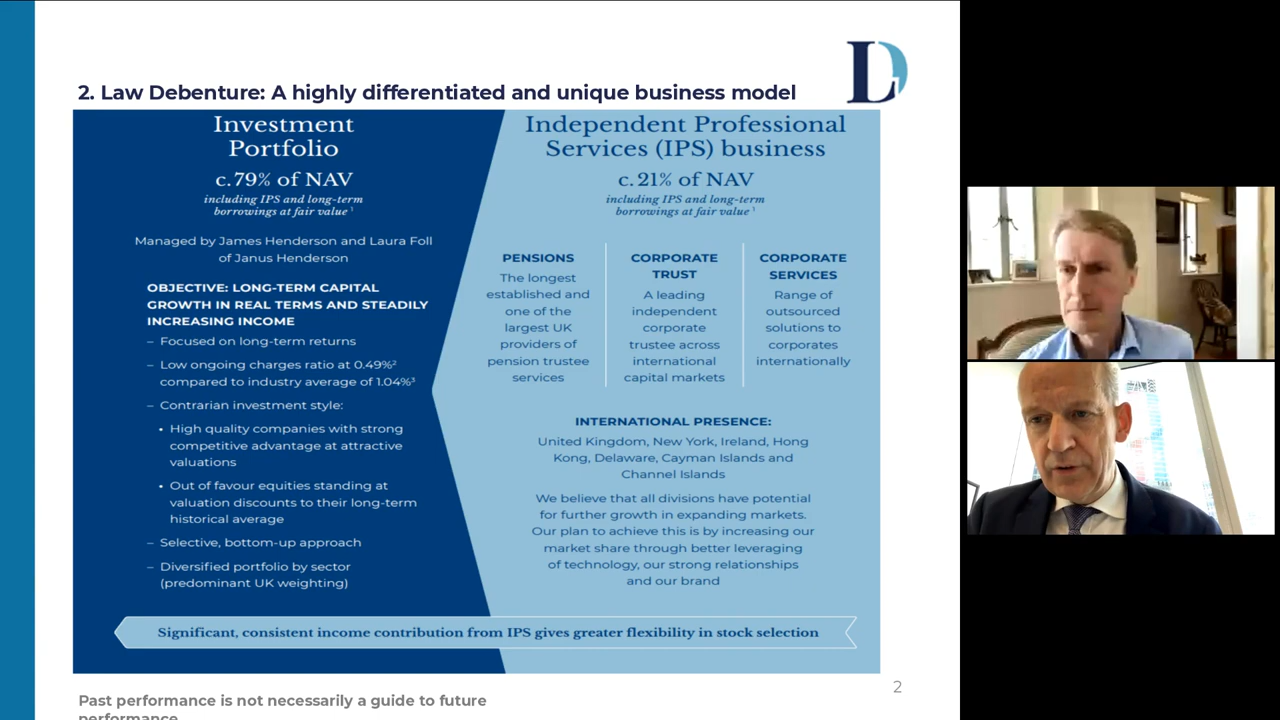 LD
2. Law Debenture: A highly differentiated and unique business model
Investment
Portfolio
c.79% of NAV
including IPS and long-term
borrowings at fair value ¹
Managed by James Henderson and Laura Foll
of Janus Henderson
OBJECTIVE: LONG-TERM CAPITAL
GROWTH IN REAL TERMS AND STEADILY
INCREASING INCOME
– Focused on long-term returns
– Low ongoing charges ratio at 0.49%²
compared to industry average of 1.04%³
– Contrarian investment style:
• High quality companies with strong
competitive advantage at attractive
valuations
• Out of favour equities standing at
valuation discounts to their long-term
historical average
– Selective, bottom-up approach
– Diversified portfolio by sector
(predominant UK weighting)
Independent Professional
Services (IPS) business
c.21% of NAV
including IPS and long-term
borrowings at fair value ¹
PENSIONS
The longest
established and
one of the
largest UK
providers of
pension trustee
services
CORPORATE
TRUST
A leading
independent
corporate
trustee across
international
capital markets
CORPORATE
SERVICES
Range of
outsourced
solutions to
corporates
internationally
INTERNATIONAL PRESENCE:
United Kingdom, New York, Ireland, Hong
Kong, Delaware, Cayman Islands and
Channel Islands
We believe that all divisions have potential
for further growth in expanding markets.
Our plan to achieve this is by increasing our
market share through better leveraging
of technology, our strong relationships
and our brand
Significant, consistent income contribution from IPS gives greater flexibility in stock selection
2
Past performance is not necessarily a guide to future
performance